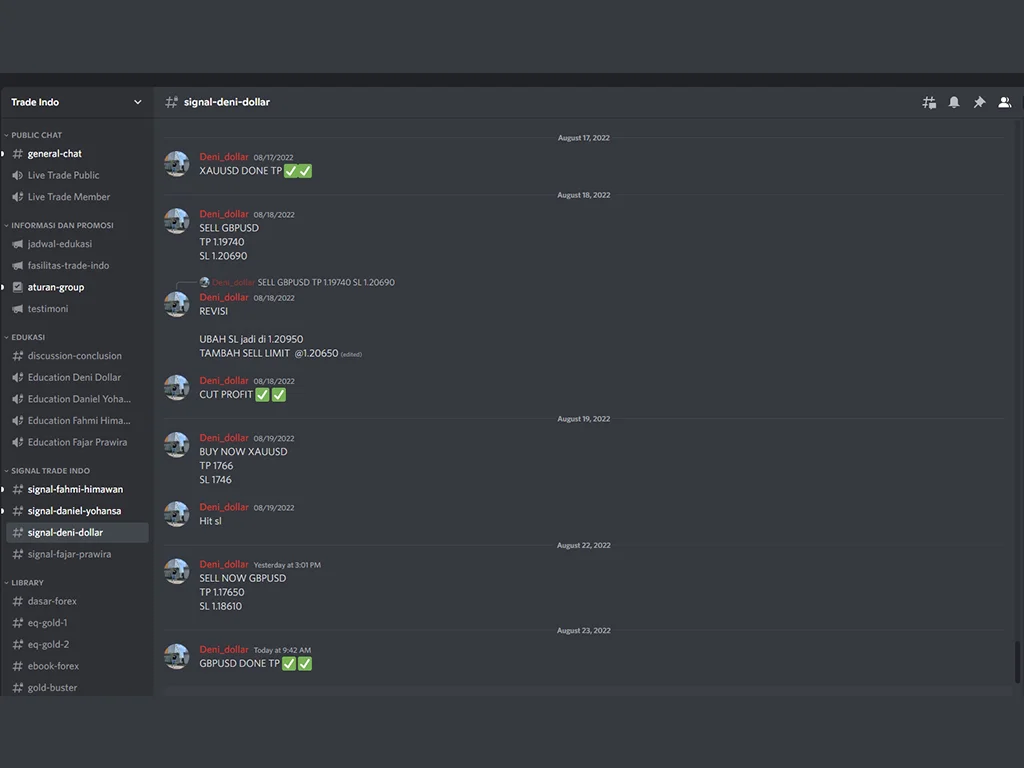 Trade Indo
PUBLIC CHAT
general-chat
Live Trade Public
Live Trade Member
INFORMASI DAN PROMOSI
jadwal-edukasi
fasilitas-trade-indo
aturan-group
testimoni
EDUKASI
discussion-conclusion
Education Deni Dollar
Education Daniel Yoha...
Education Fahmi Hima...
Education Fajar Prawira
SIGNAL TRADE INDO
signal-fahmi-himawan
signal-daniel-yohansa
signal-deni-dollar
signal-fajar-prawira
LIBRARY
dasar-forex
eq-gold-1
eq-gold-2
ebook-forex
gold-buster
signal-deni-dollar
August 17, 2022
Deni_dollar 08/17/2022
XAUUSD DONE TP ✅✅
August 18, 2022
Deni_dollar 08/18/2022
SELL GBPUSD
TP 1.19740
SL 1.20690
Deni_dollar SELL GBPUSD TP 1.19740 SL 1.20690
Deni_dollar 08/18/2022
REVISI
UBAH SL jadi di 1.20950
TAMBAH SELL LIMIT @1.20650 (edited)
Deni_dollar 08/18/2022
CUT PROFIT ✅ ✅
August 19, 2022
Deni_dollar 08/19/2022
BUY NOW XAUUSD
TP 1766
SL 1746
Deni_dollar 08/19/2022
Hit sl
August 22, 2022
Deni_dollar Yesterday at 3:01 PM
SELL NOW GBPUSD
TP 1.17650
SL 1.18610
August 23, 2022
Deni_dollar Today at 9:42 AM
GBPUSD DONE TP ✅✅